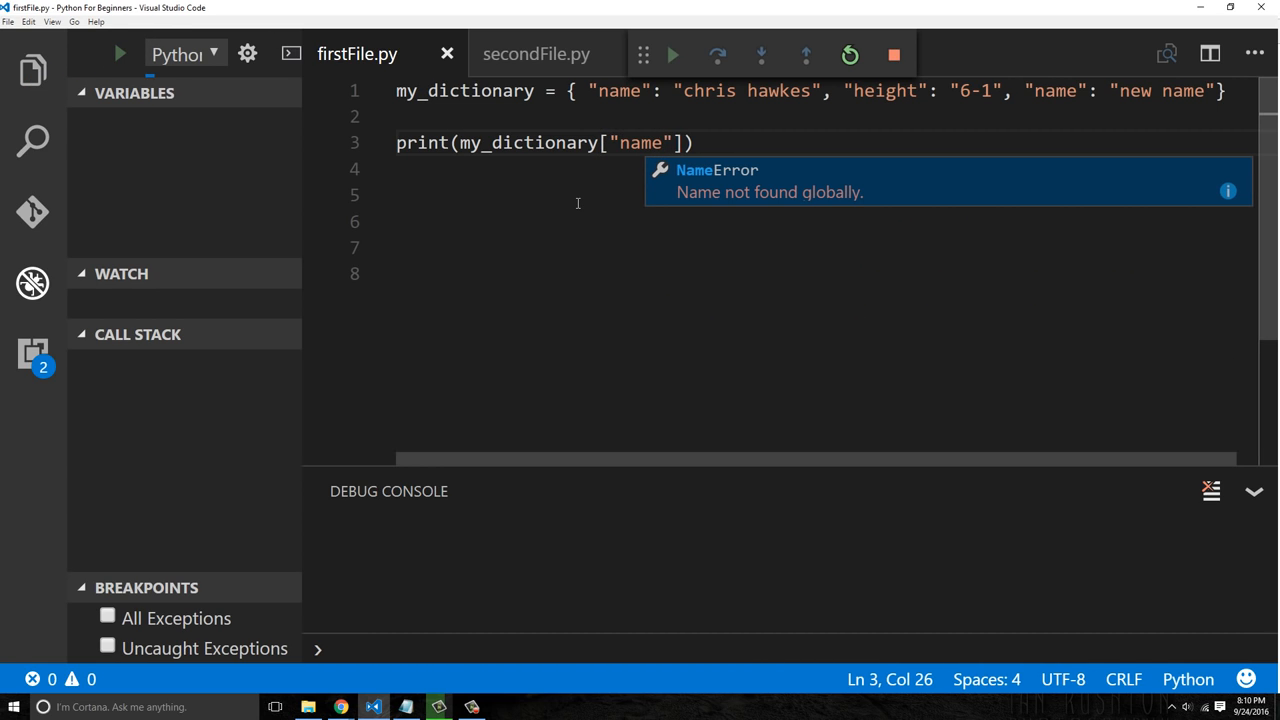 firstFile.py - Python For Beginners - Visual Studio Code
File Edit View Go Help
Python
firstFile.py
secondFile.py
VARIABLES
WATCH
CALL STACK
BREAKPOINTS
All Exceptions
Uncaught Exceptions
2
1 my_dictionary = { "name": "chris hawkes", "height": "6-1", "name": "new name"}
2
3 print(my_dictionary["name"])
4
5
6
7
8
NameError
Name not found globally.
DEBUG CONSOLE
0 0
Ln 3, Col 26 Spaces: 4 UTF-8 CRLF Python
I'm Cortana. Ask me anything.
8:10 PM
9/24/2016